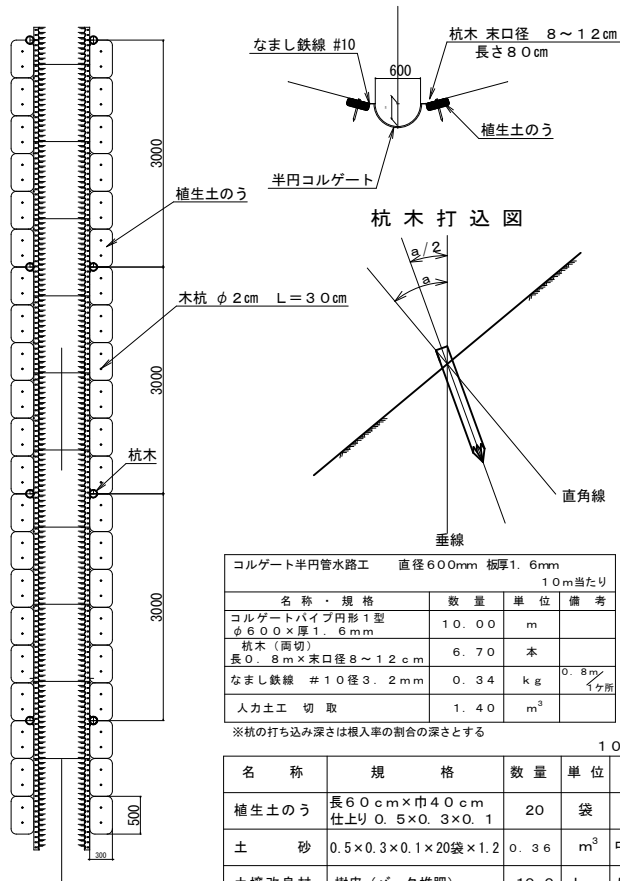 なまし鉄線 #10
杭木 末口径 8～12㎝
長さ80㎝
600
植生土のう
半円コルゲート
3000
植生土のう
杭木打込図
a/2
a
木杭 φ2㎝ L=30㎝
3000
杭木
直角線
垂線
3000
コルゲート半円管水路工 直径600mm 板厚1.6mm
10m当たり
名称・規格 数量 単位 備考
コルゲートパイプ円形1型
φ600×厚1.6mm 10.00 m
杭木(両切)
長0.8m×末口径8～12cm 6.70 本
なまし鉄線 #10径3.2mm 0.34 kg 0.8m/1ケ所
人力土工 切取 1.40 m³
※杭の打ち込み深さは根入率の割合の深さとする
10
名称 規格 数量 単位
植生土のう 長60cm×巾40cm
仕上り 0.5×0.3×0.1 20 袋
土砂 0.5×0.3×0.1×20袋×1.2 0.36 m³
500
300